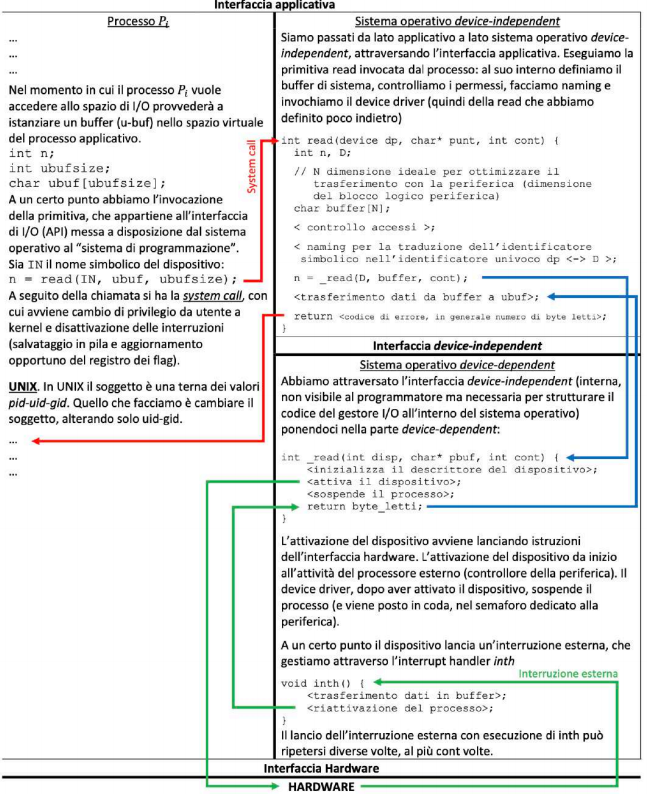 Interfaccia applicativa
Processo Pi
...
...
...
Nel momento in cui il processo Pi vuole
accedere allo spazio di I/O provvederà a
istanziare un buffer (u-buf) nello spazio virtuale
del processo applicativo.
int n;
int ubufsize;
char ubuf[ubufsize];
A un certo punto abbiamo l'invocazione
della primitiva, che appartiene all'interfaccia
di I/O (API) messa a disposizione dal sistema
operativo al "sistema di programmazione".
Sia IN il nome simbolico del dispositivo:
n = read(IN, ubuf, ubufsize);
A seguito della chiamata si ha la system call, con
cui avviene cambio di privilegio da utente a
kernel e disattivazione delle interruzioni
(salvataggio in pila e aggiornamento
opportuno del registro dei flag).
UNIX. In UNIX il soggetto è una terna dei valori
pid-uid-gid. Quello che facciamo è cambiare il
soggetto, alterando solo uid-gid.
...
...
...
System call
Sistema operativo device-independent
Siamo passati da lato applicativo a lato sistema operativo device-
independent, attraversando l'interfaccia applicativa. Eseguiamo la
primitiva read invocata dal processo: al suo interno definiamo il
buffer di sistema, controlliamo i permessi, facciamo naming e
invochiamo il device driver (quindi della read che abbiamo
definito poco indietro)
int read(device dp, char* punt, int cont) {
int n, D;
// N dimensione ideale per ottimizzare il
trasferimento con la periferica (dimensione
del blocco logico periferica)
char buffer[N];
< controllo accessi >;
< naming per la traduzione dell'identificatore
simbolico nell'identificatore univoco dp <-> D >;
n = _read(D, buffer, cont);
<trasferimento dati da buffer a ubuf>;
return <codice di errore, in generale numero di byte letti>;
}
Interfaccia device-independent
Sistema operativo device-dependent
Abbiamo attraversato l'interfaccia device-independent (interna,
non visibile al programmatore ma necessaria per strutturare il
codice del gestore I/O all'interno del sistema operativo)
ponendoci nella parte device-dependent:
int _read(int disp, char* pbuf, int cont) {
<inizializza il descrittore del dispositivo>;
<attiva il dispositivo>;
<sospende il processo>;
return byte_letti;
}
L'attivazione del dispositivo avviene lanciando istruzioni
dell'interfaccia hardware. L'attivazione del dispositivo da inizio
all'attività del processore esterno (controllore della periferica). Il
device driver, dopo aver attivato il dispositivo, sospende il
processo (e viene posto in coda, nel semaforo dedicato alla
periferica).
A un certo punto il dispositivo lancia un'interruzione esterna, che
gestiamo attraverso l'interrupt handler inth
Interruzione esterna
void inth() {
<trasferimento dati in buffer>;
<riattivazione del processo>;
}
Il lancio dell'interruzione esterna con esecuzione di inth può
ripetersi diverse volte, al più cont volte.
Interfaccia Hardware
HARDWARE